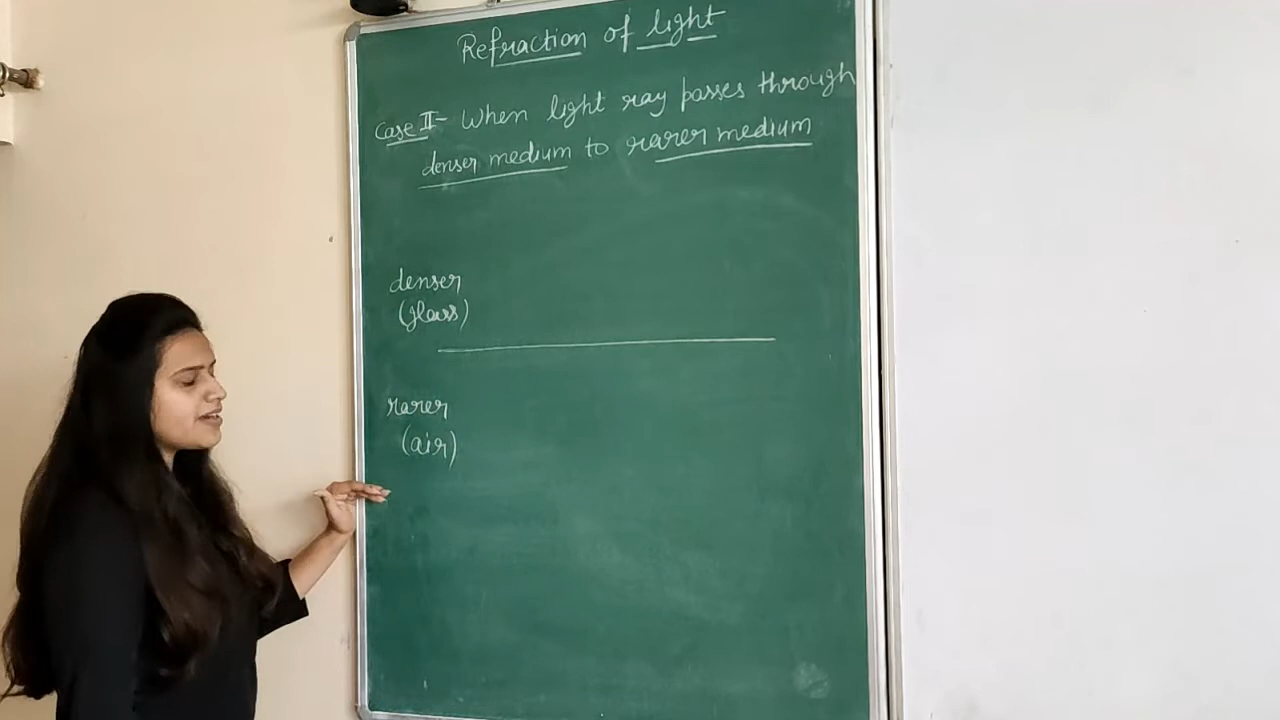 Refraction of light
Case II- When light ray passes through
denser medium to rarer medium
denser
(glass)
rarer
(air)